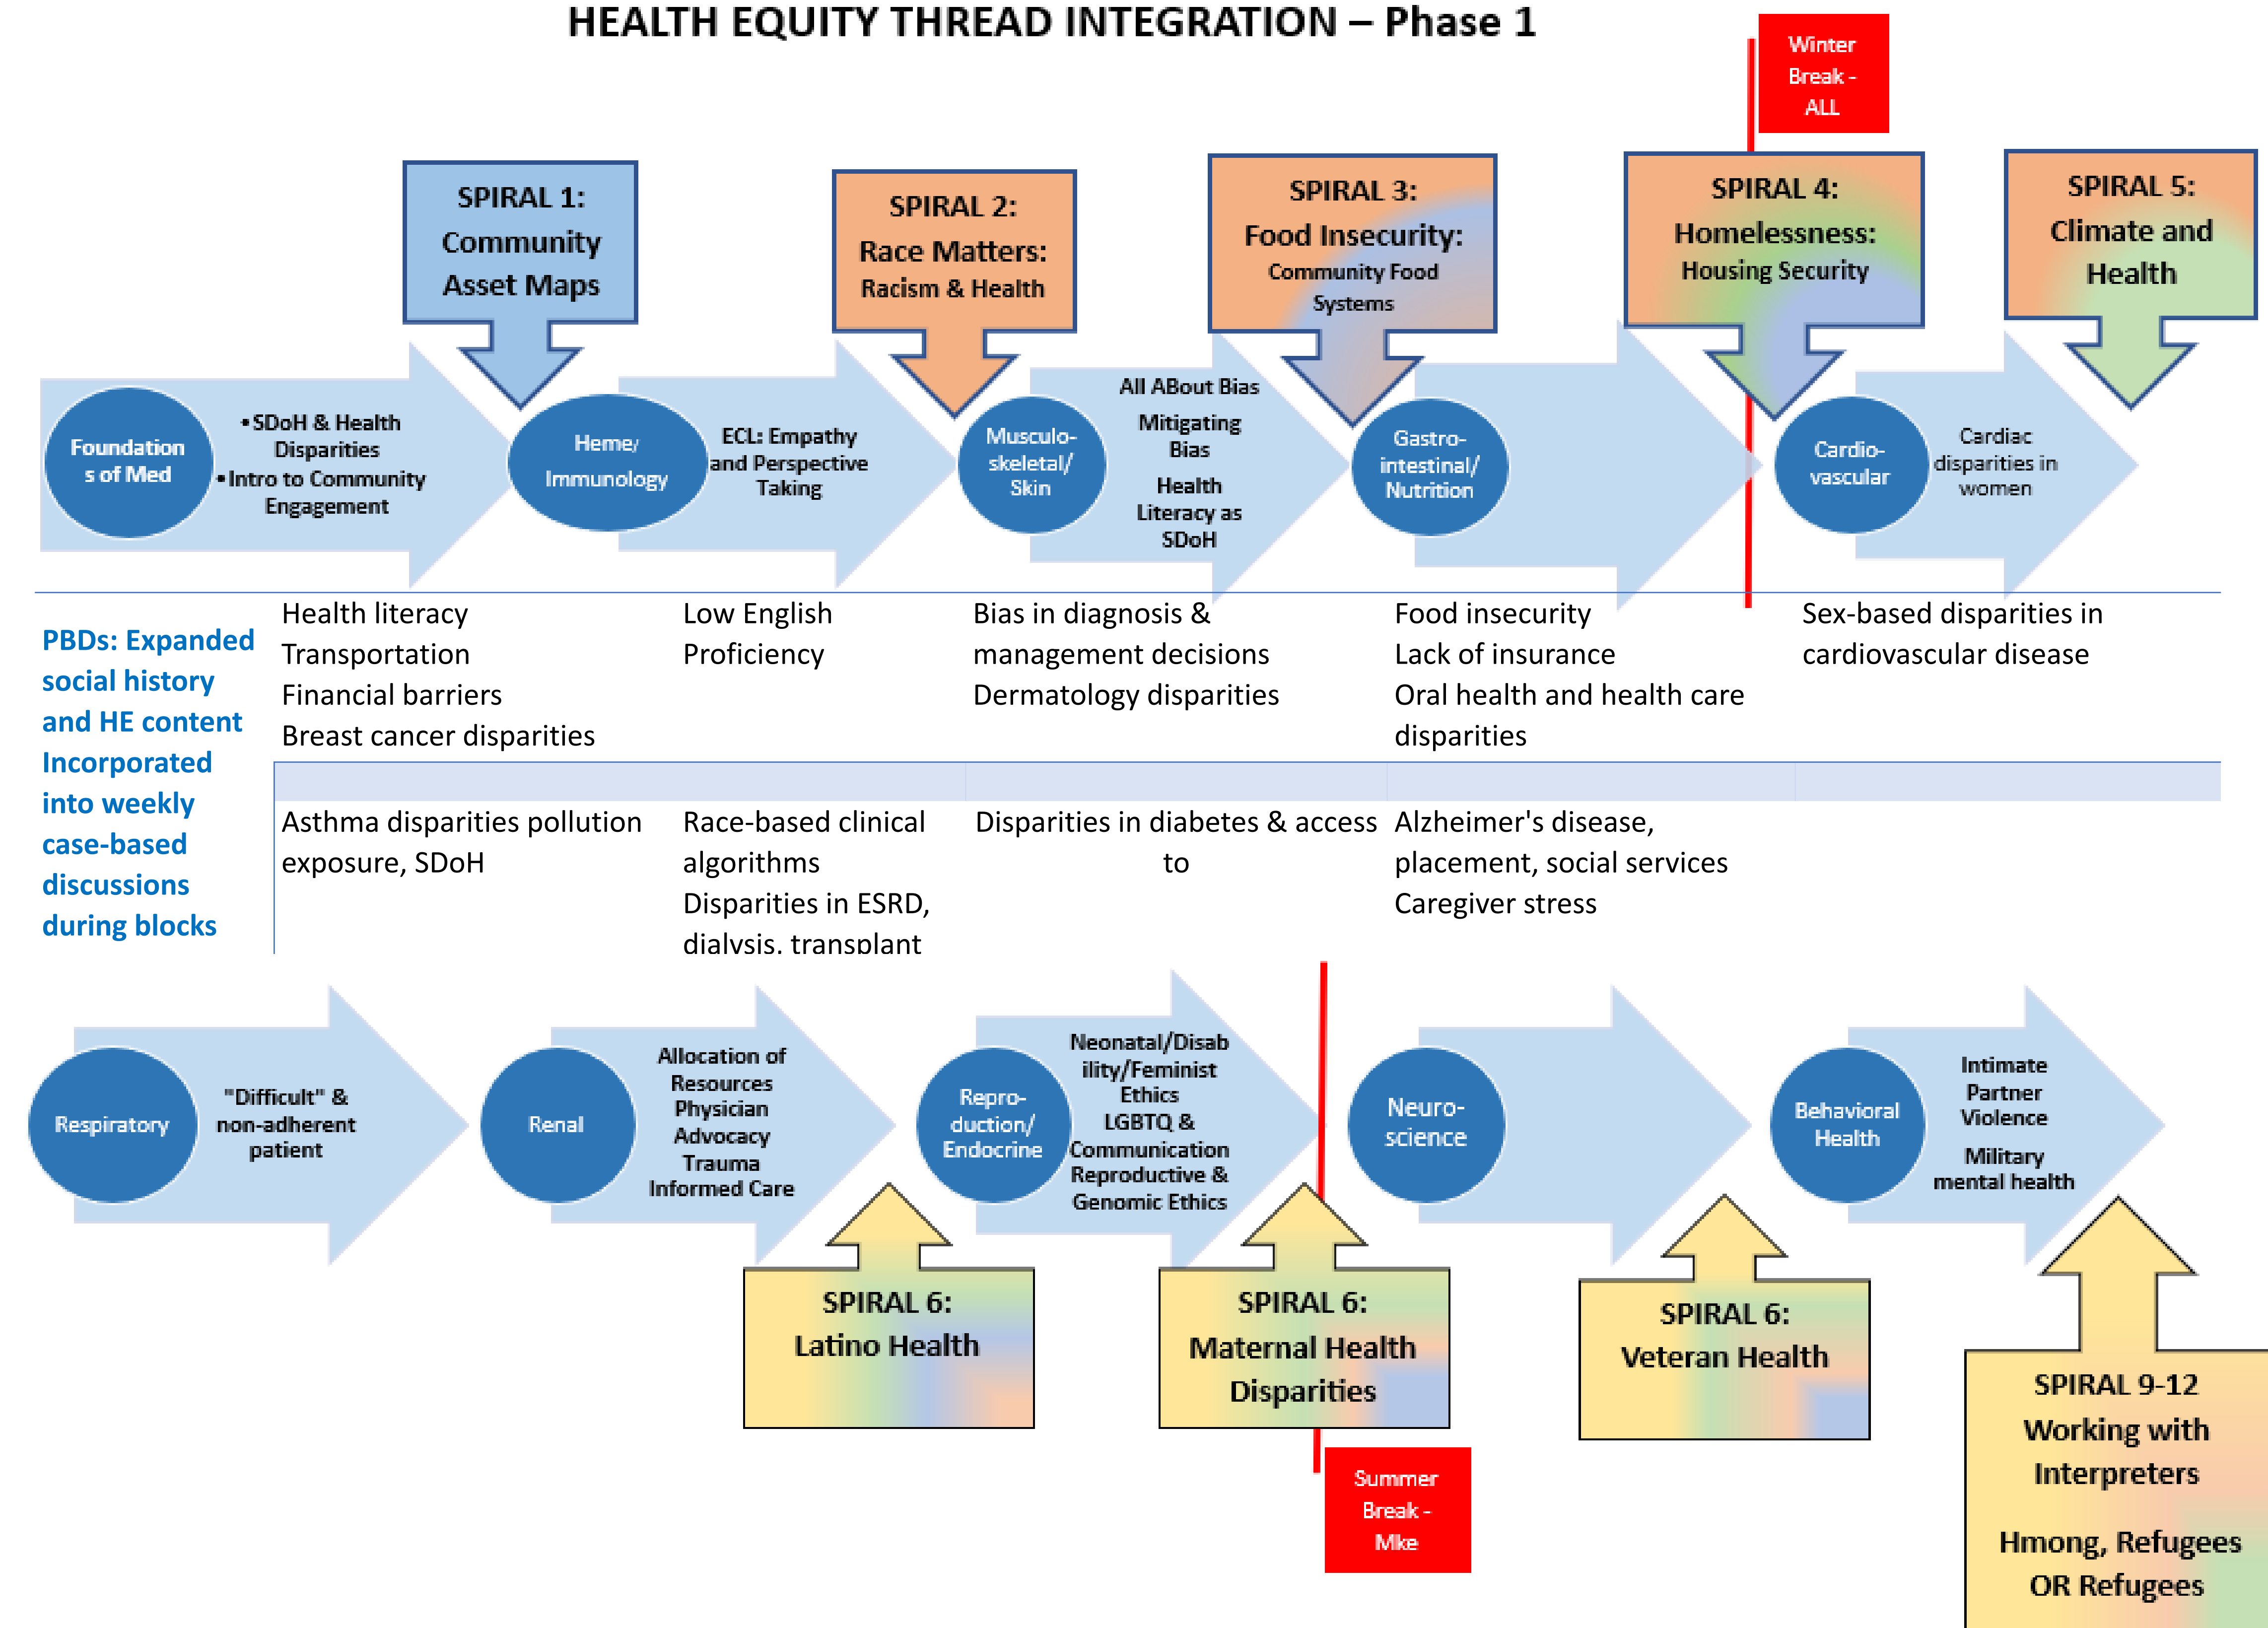 HEALTH EQUITY THREAD INTEGRATION – Phase 1
Winter
Break -
ALL
SPIRAL 1:
Community
Asset Maps
SPIRAL 2:
Race Matters:
Racism & Health
SPIRAL 3:
Food Insecurity:
Community Food
Systems
SPIRAL 4:
Homelessness:
Housing Security
SPIRAL 5:
Climate and
Health
Foundation
s of Med
•SDoH & Health
Disparities
•Intro to Community
Engagement
Heme/
Immunology
ECL: Empathy
and Perspective
Taking
Musculo-
skeletal/
Skin
All ABout Bias
Mitigating
Bias
Health
Literacy as
SDoH
Gastro-
intestinal/
Nutrition
Cardio-
vascular
Cardiac
disparities in
women
PBDs: Expanded
social history
and HE content
Incorporated
into weekly
case-based
discussions
during blocks
Health literacy
Transportation
Financial barriers
Breast cancer disparities
Low English
Proficiency
Bias in diagnosis &
management decisions
Dermatology disparities
Food insecurity
Lack of insurance
Oral health and health care
disparities
Sex-based disparities in
cardiovascular disease
Asthma disparities pollution
exposure, SDoH
Race-based clinical
algorithms
Disparities in ESRD,
dialysis, transplant
Disparities in diabetes & access
to
Alzheimer's disease,
placement, social services
Caregiver stress
Respiratory
"Difficult" &
non-adherent
patient
Renal
Allocation of
Resources
Physician
Advocacy
Trauma
Informed Care
Repro-
duction/
Endocrine
Neonatal/Disab
ility/Feminist
Ethics
LGBTQ &
Communication
Reproductive &
Genomic Ethics
Neuro-
science
Behavioral
Health
Intimate
Partner
Violence
Military
mental health
SPIRAL 6:
Latino Health
SPIRAL 6:
Maternal Health
Disparities
SPIRAL 6:
Veteran Health
SPIRAL 9-12
Working with
Interpreters
Hmong, Refugees
OR Refugees
Summer
Break -
Mke